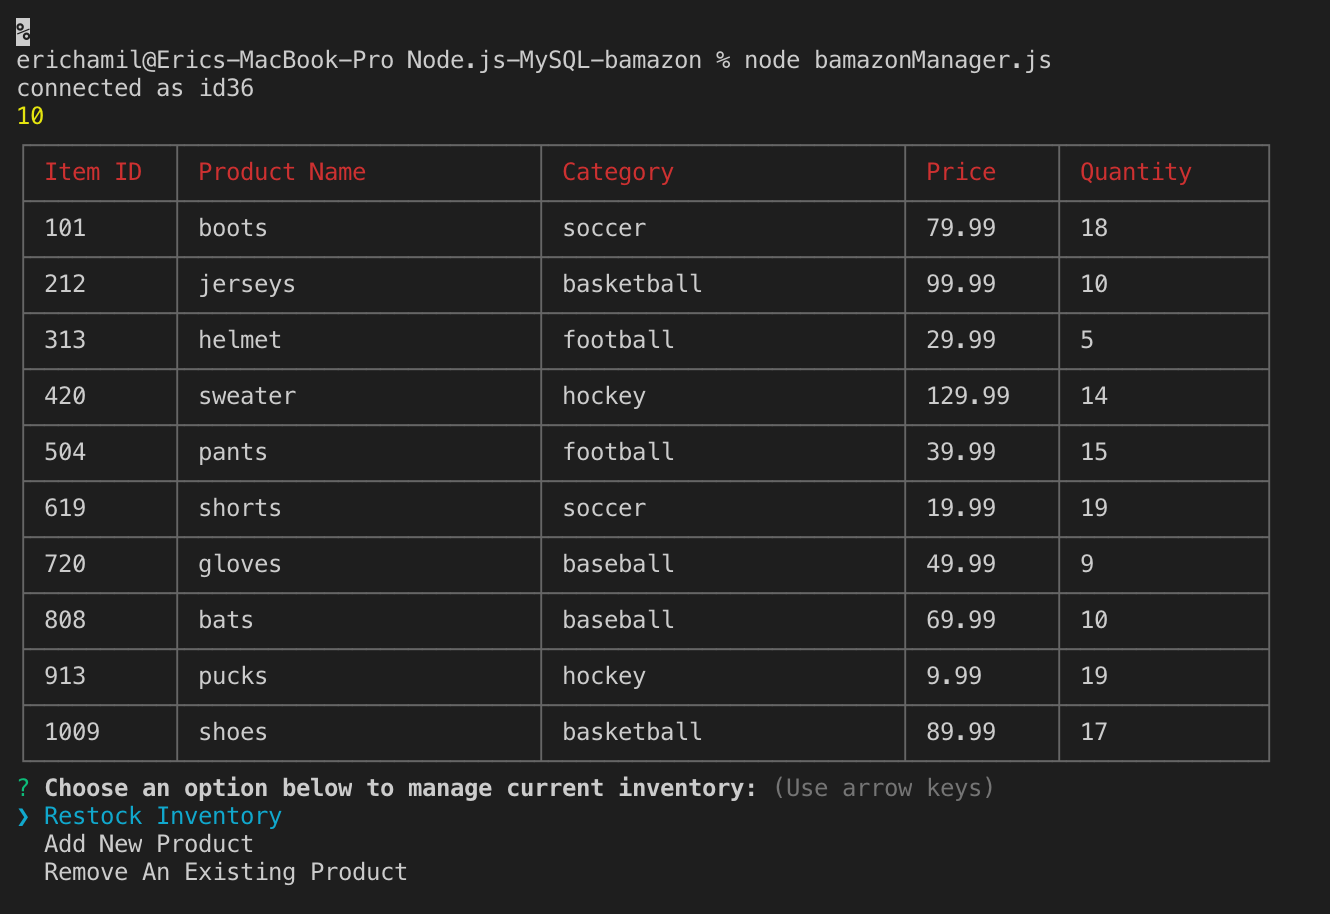 %
erichamil@Erics-MacBook-Pro Node.js-MySQL-bamazon % node bamazonManager.js
connected as id36
10
Item ID Product Name Category Price Quantity
101 boots soccer 79.99 18
212 jerseys basketball 99.99 10
313 helmet football 29.99 5
420 sweater hockey 129.99 14
504 pants football 39.99 15
619 shorts soccer 19.99 19
720 gloves baseball 49.99 9
808 bats baseball 69.99 10
913 pucks hockey 9.99 19
1009 shoes basketball 89.99 17
? Choose an option below to manage current inventory: (Use arrow keys)
❯ Restock Inventory
Add New Product
Remove An Existing Product